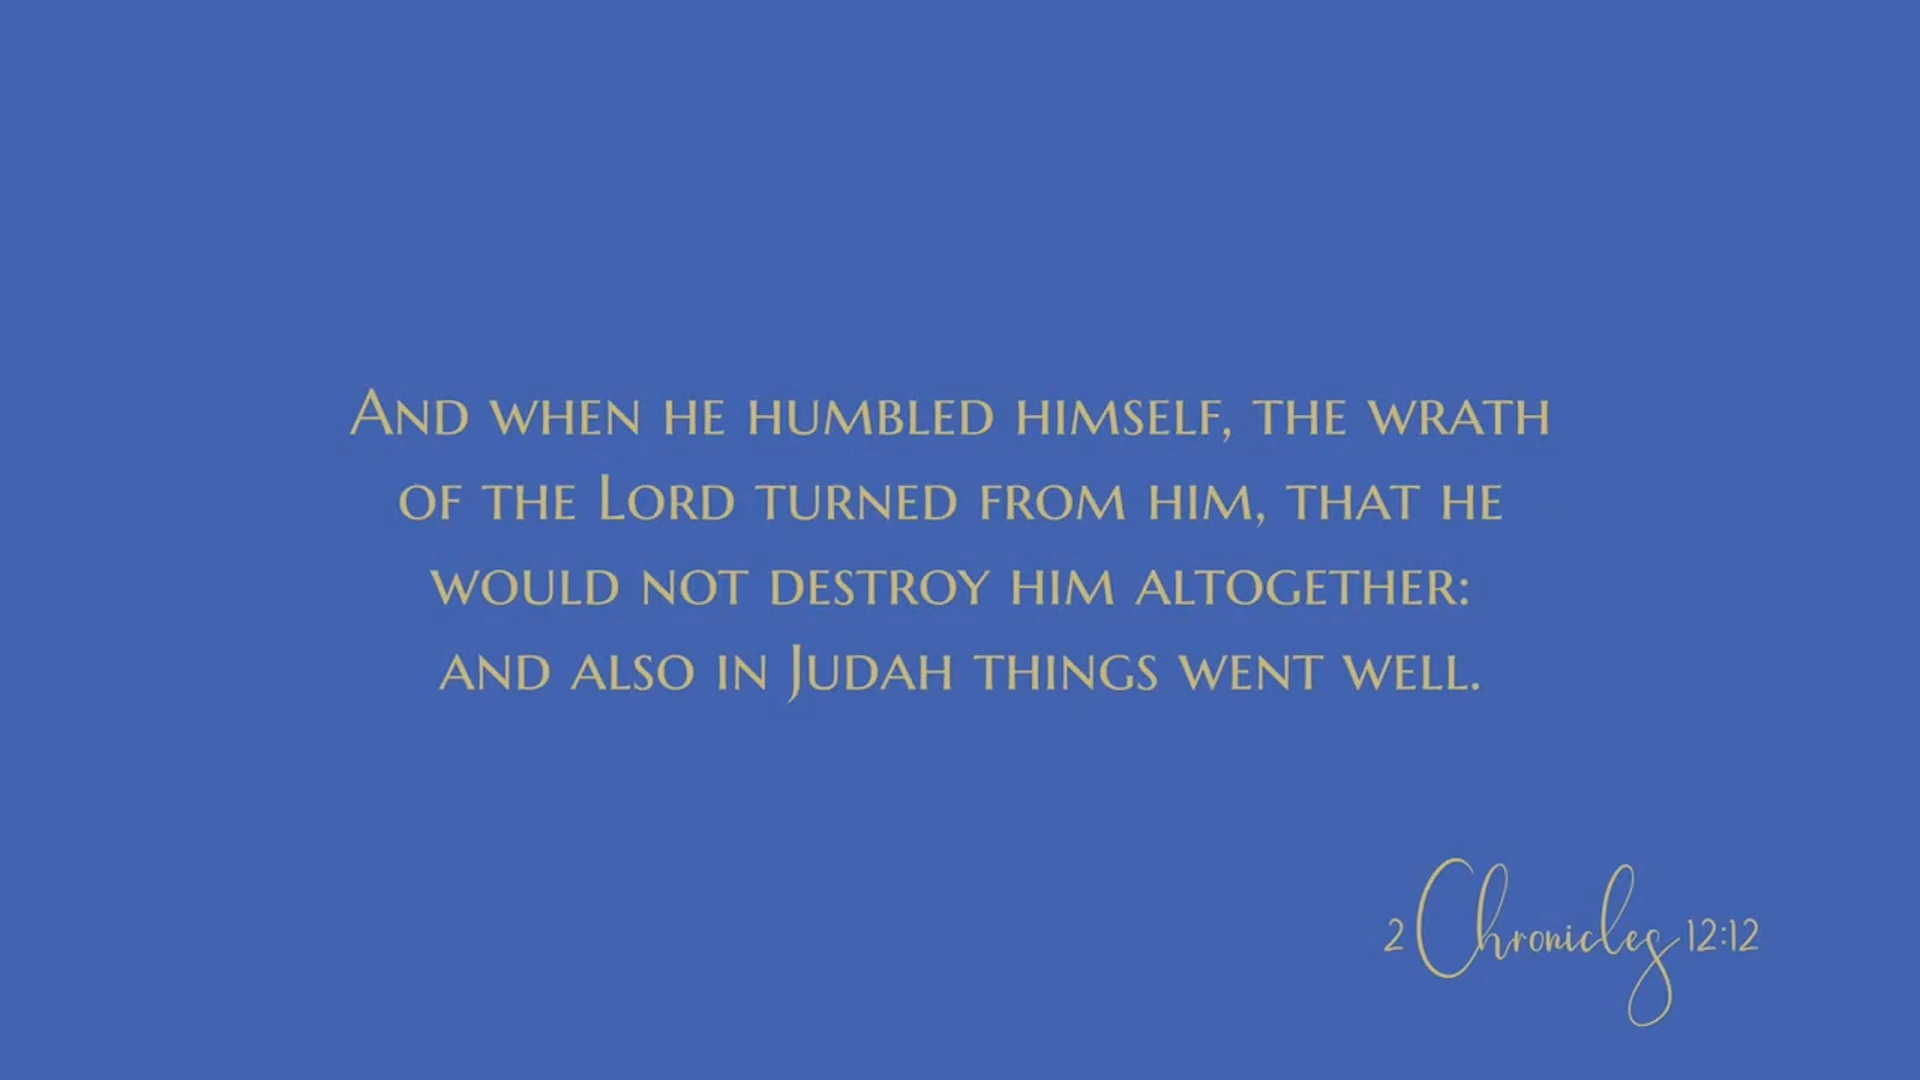 And when he humbled himself, the wrath
of the Lord turned from him, that he
would not destroy him altogether:
and also in Judah things went well.
2 Chronicles 12:12